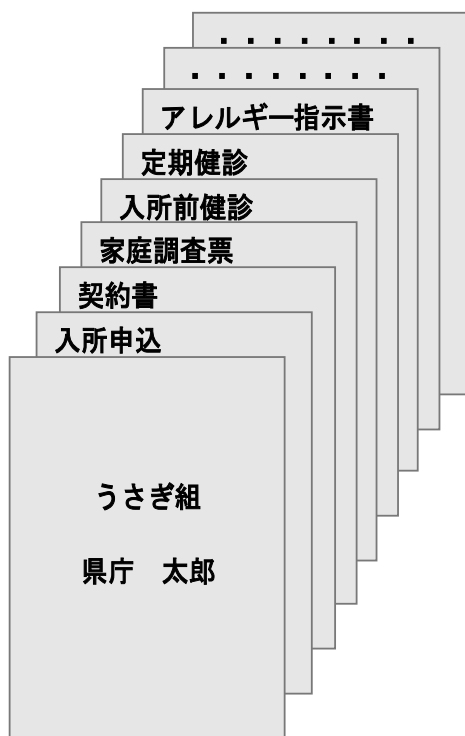 ・・・・・・・・
・・・・・・・・
アレルギー指示書
定期健診
入所前健診
家庭調査票
契約書
入所申込
うさぎ組
県庁　太郎